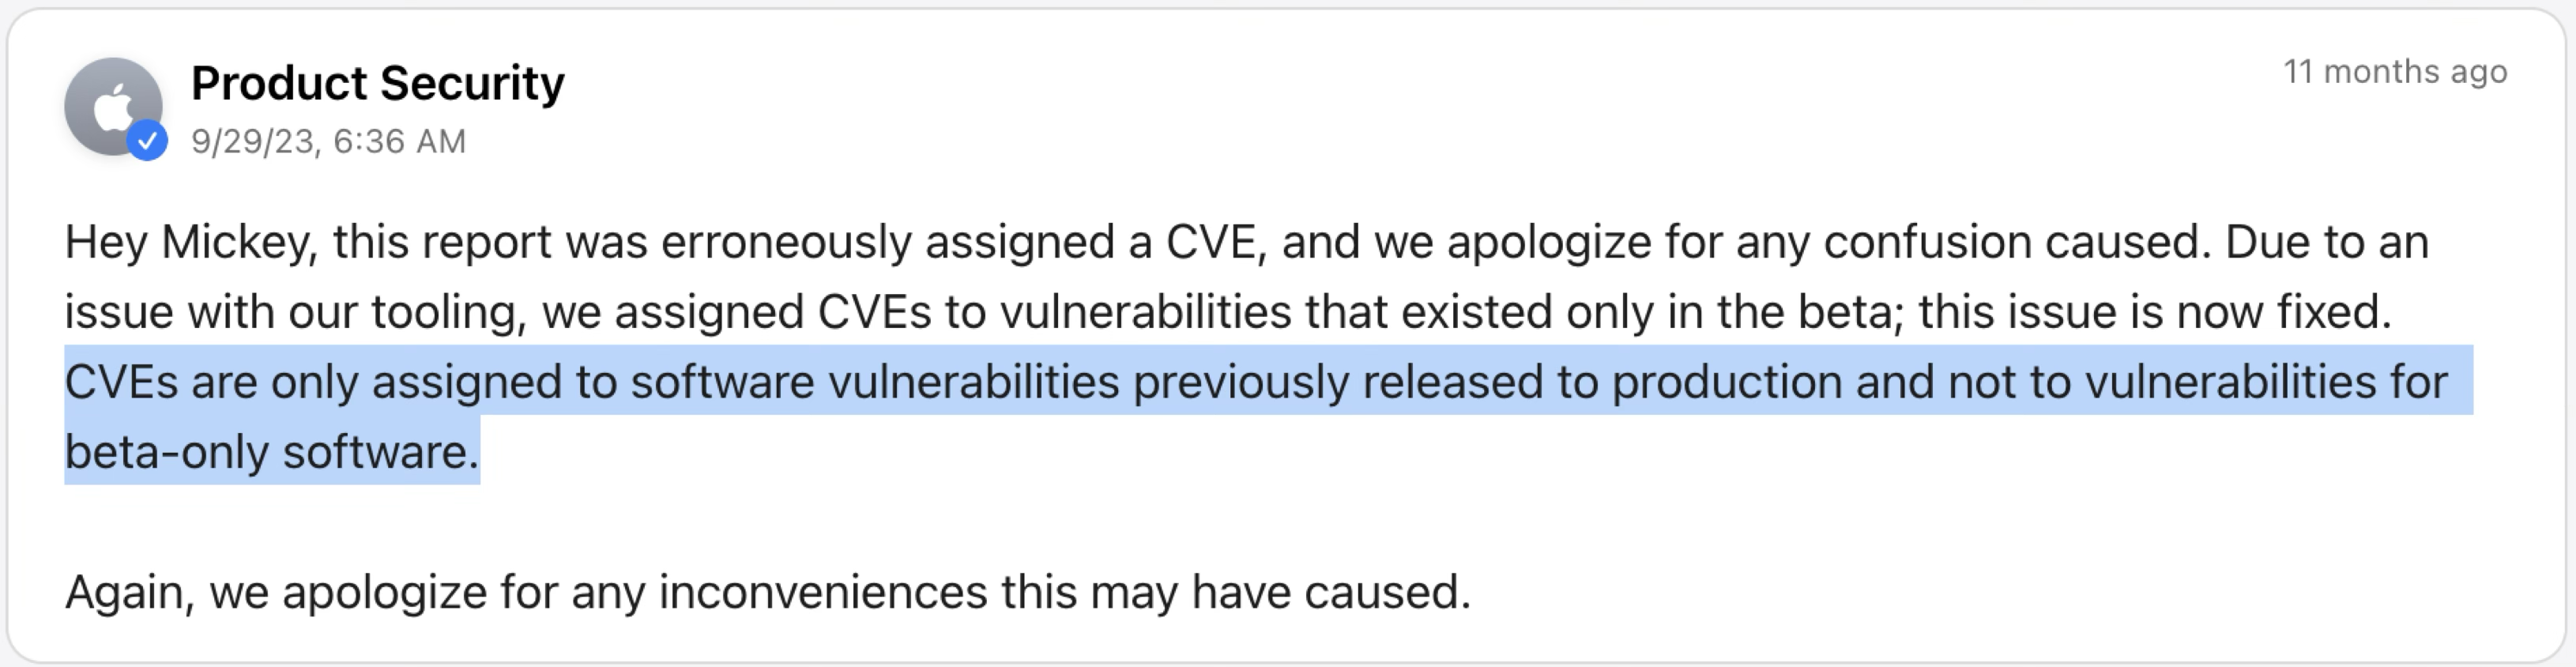 Product Security
11 months ago
9/29/23, 6:36 AM
Hey Mickey, this report was erroneously assigned a CVE, and we apologize for any confusion caused. Due to an
issue with our tooling, we assigned CVEs to vulnerabilities that existed only in the beta; this issue is now fixed.
CVEs are only assigned to software vulnerabilities previously released to production and not to vulnerabilities for
beta-only software.
Again, we apologize for any inconveniences this may have caused.